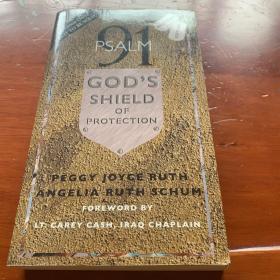 PSALM
91
GOD'S
SHIELD
OF
PROTECTION
PEGGY JOYCE RUTH
ANGELIA RUTH SCHUM
FOREWORD BY
LT. CAREY CASH, IRAQ CHAPLAIN